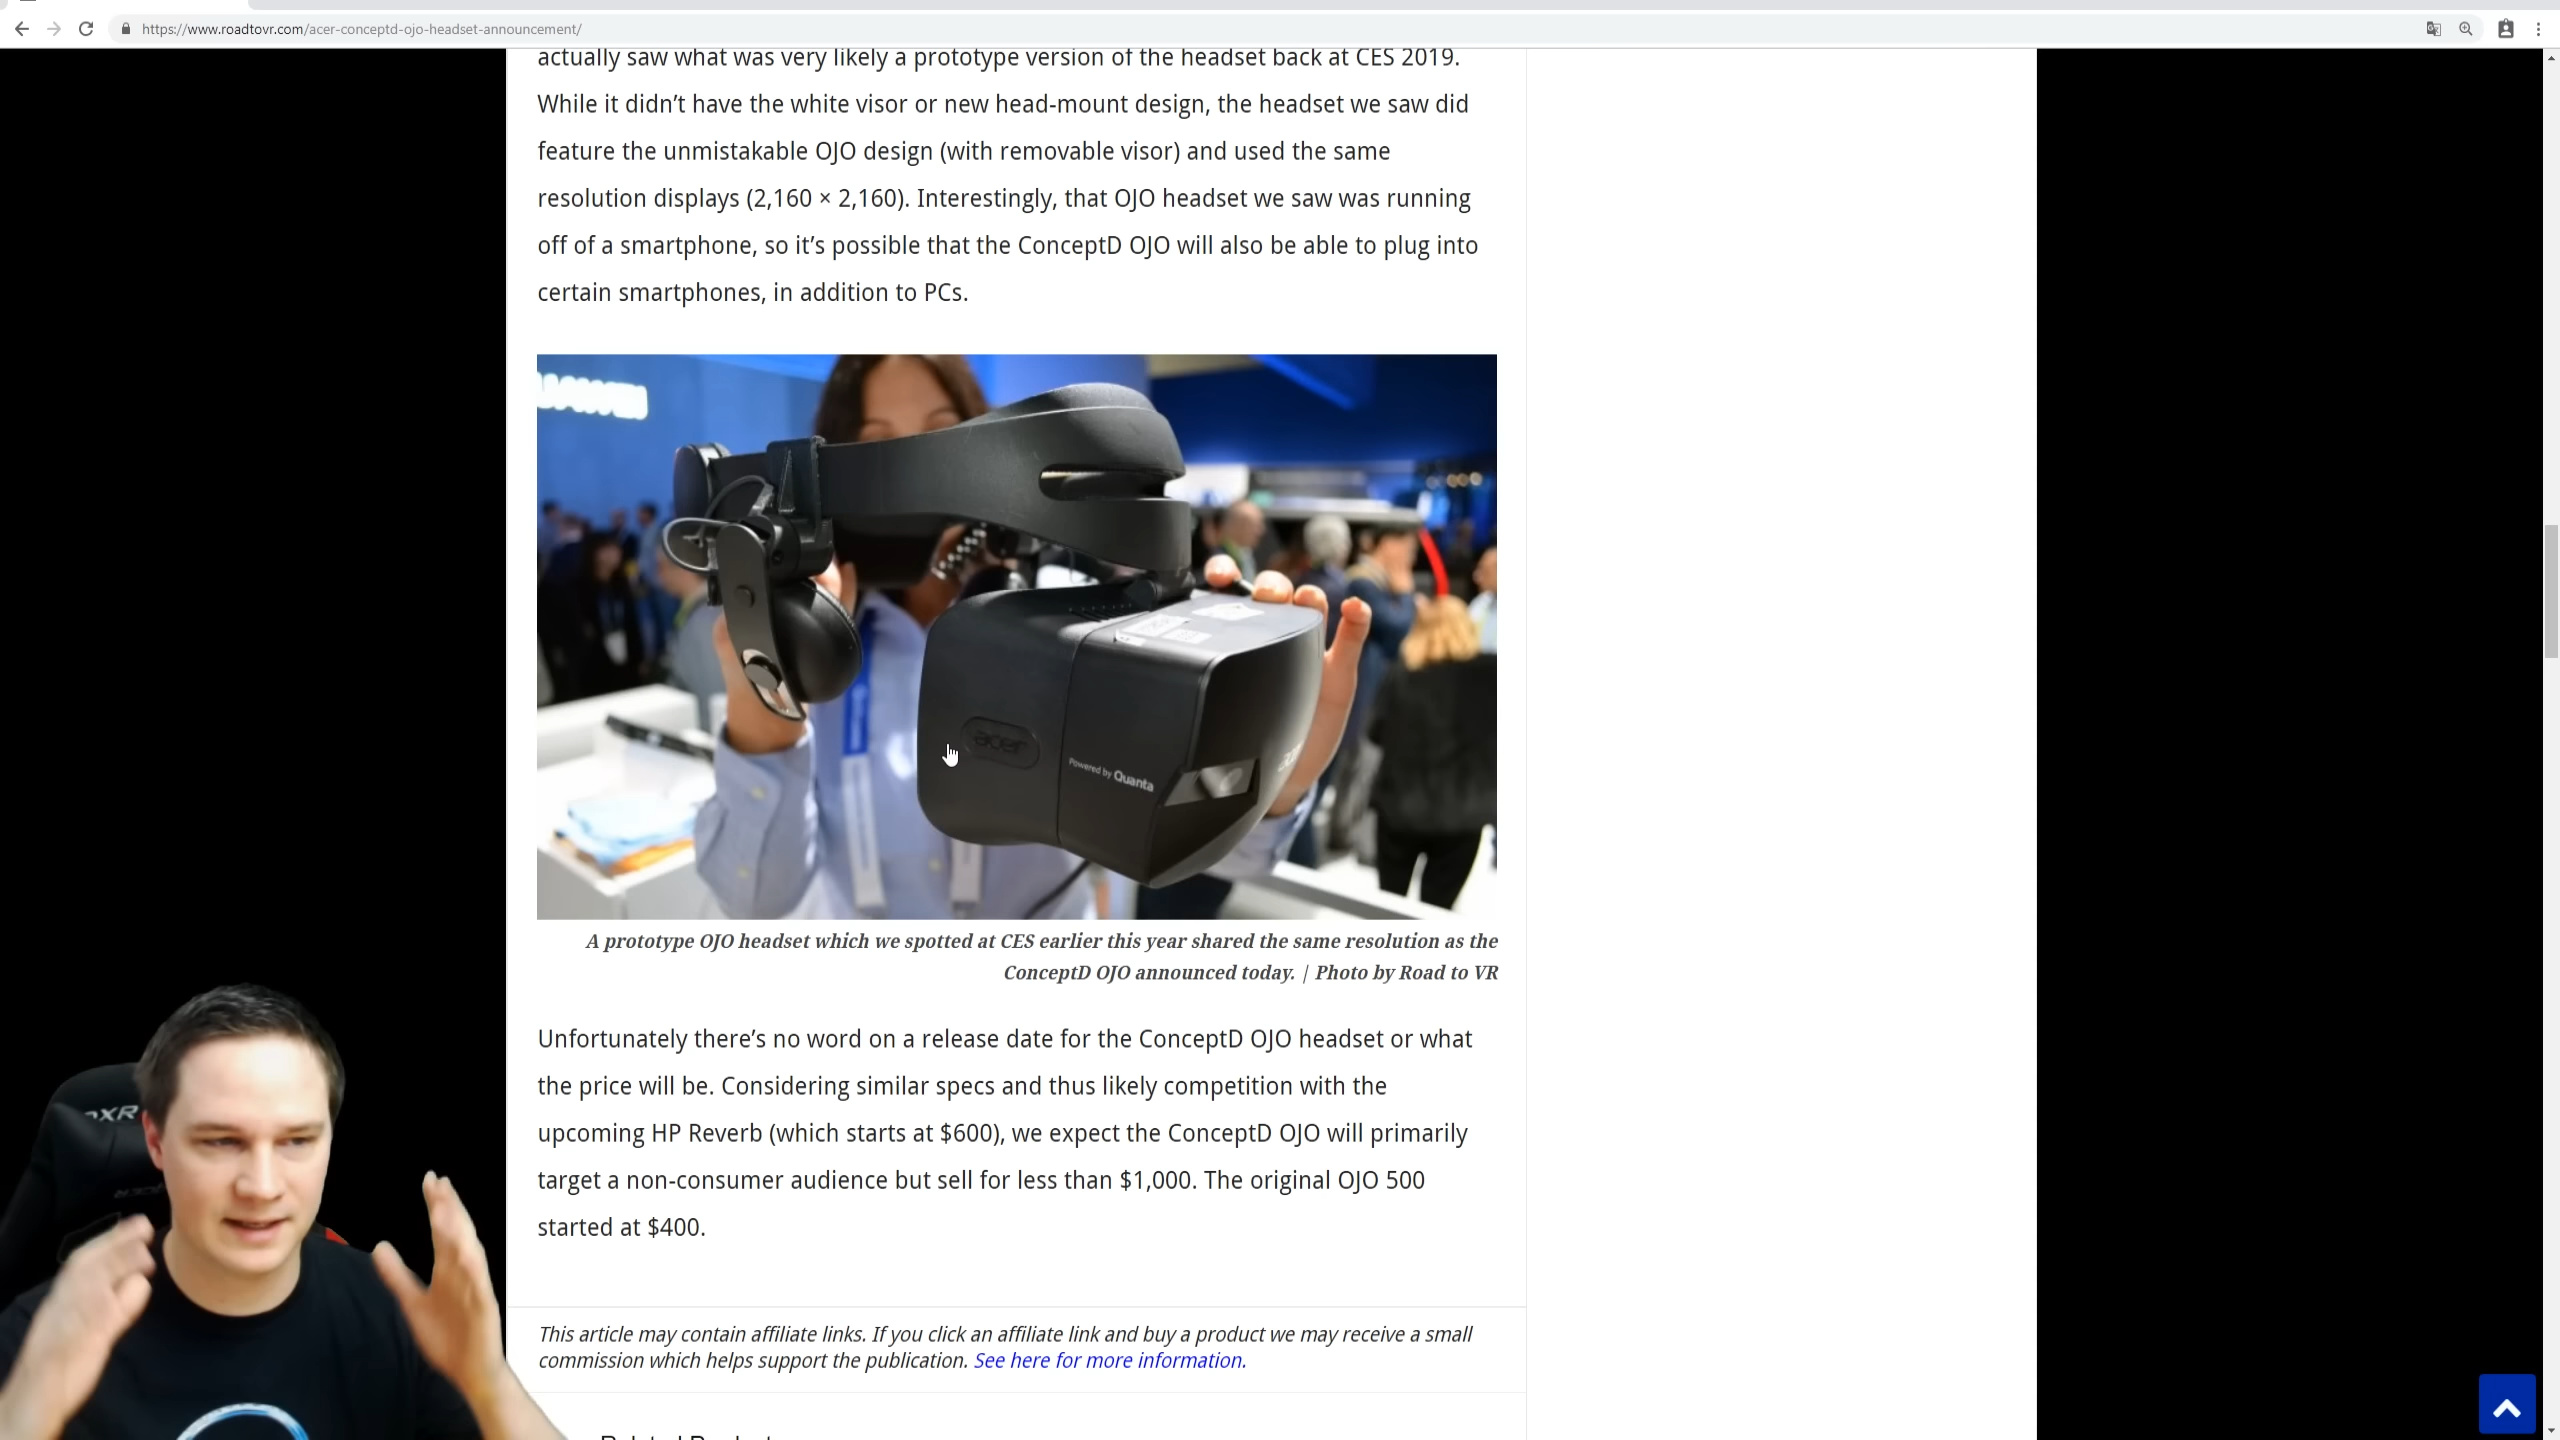 https://www.roadtovr.com/acer-conceptd-ojo-headset-announcement/
actually saw what was very likely a prototype version of the headset back at CES 2019.
While it didn’t have the white visor or new head-mount design, the headset we saw did
feature the unmistakable OJO design (with removable visor) and used the same
resolution displays (2,160 × 2,160). Interestingly, that OJO headset we saw was running
off of a smartphone, so it’s possible that the ConceptD OJO will also be able to plug into
certain smartphones, in addition to PCs.
acer
Powered by Quanta
A prototype OJO headset which we spotted at CES earlier this year shared the same resolution as the
ConceptD OJO announced today. | Photo by Road to VR
Unfortunately there’s no word on a release date for the ConceptD OJO headset or what
the price will be. Considering similar specs and thus likely competition with the
upcoming HP Reverb (which starts at $600), we expect the ConceptD OJO will primarily
target a non-consumer audience but sell for less than $1,000. The original OJO 500
started at $400.
This article may contain affiliate links. If you click an affiliate link and buy a product we may receive a small
commission which helps support the publication. See here for more information.